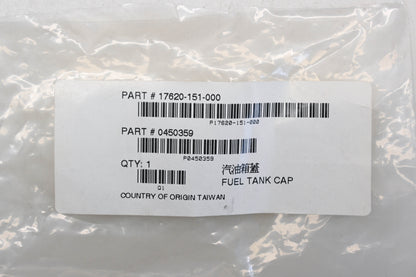 PART # 17620-151-000
P17620-151-000
PART # 0450359
P0450359
QTY: 1
汽油箱蓋
Q1
FUEL TANK CAP
COUNTRY OF ORIGIN TAIWAN